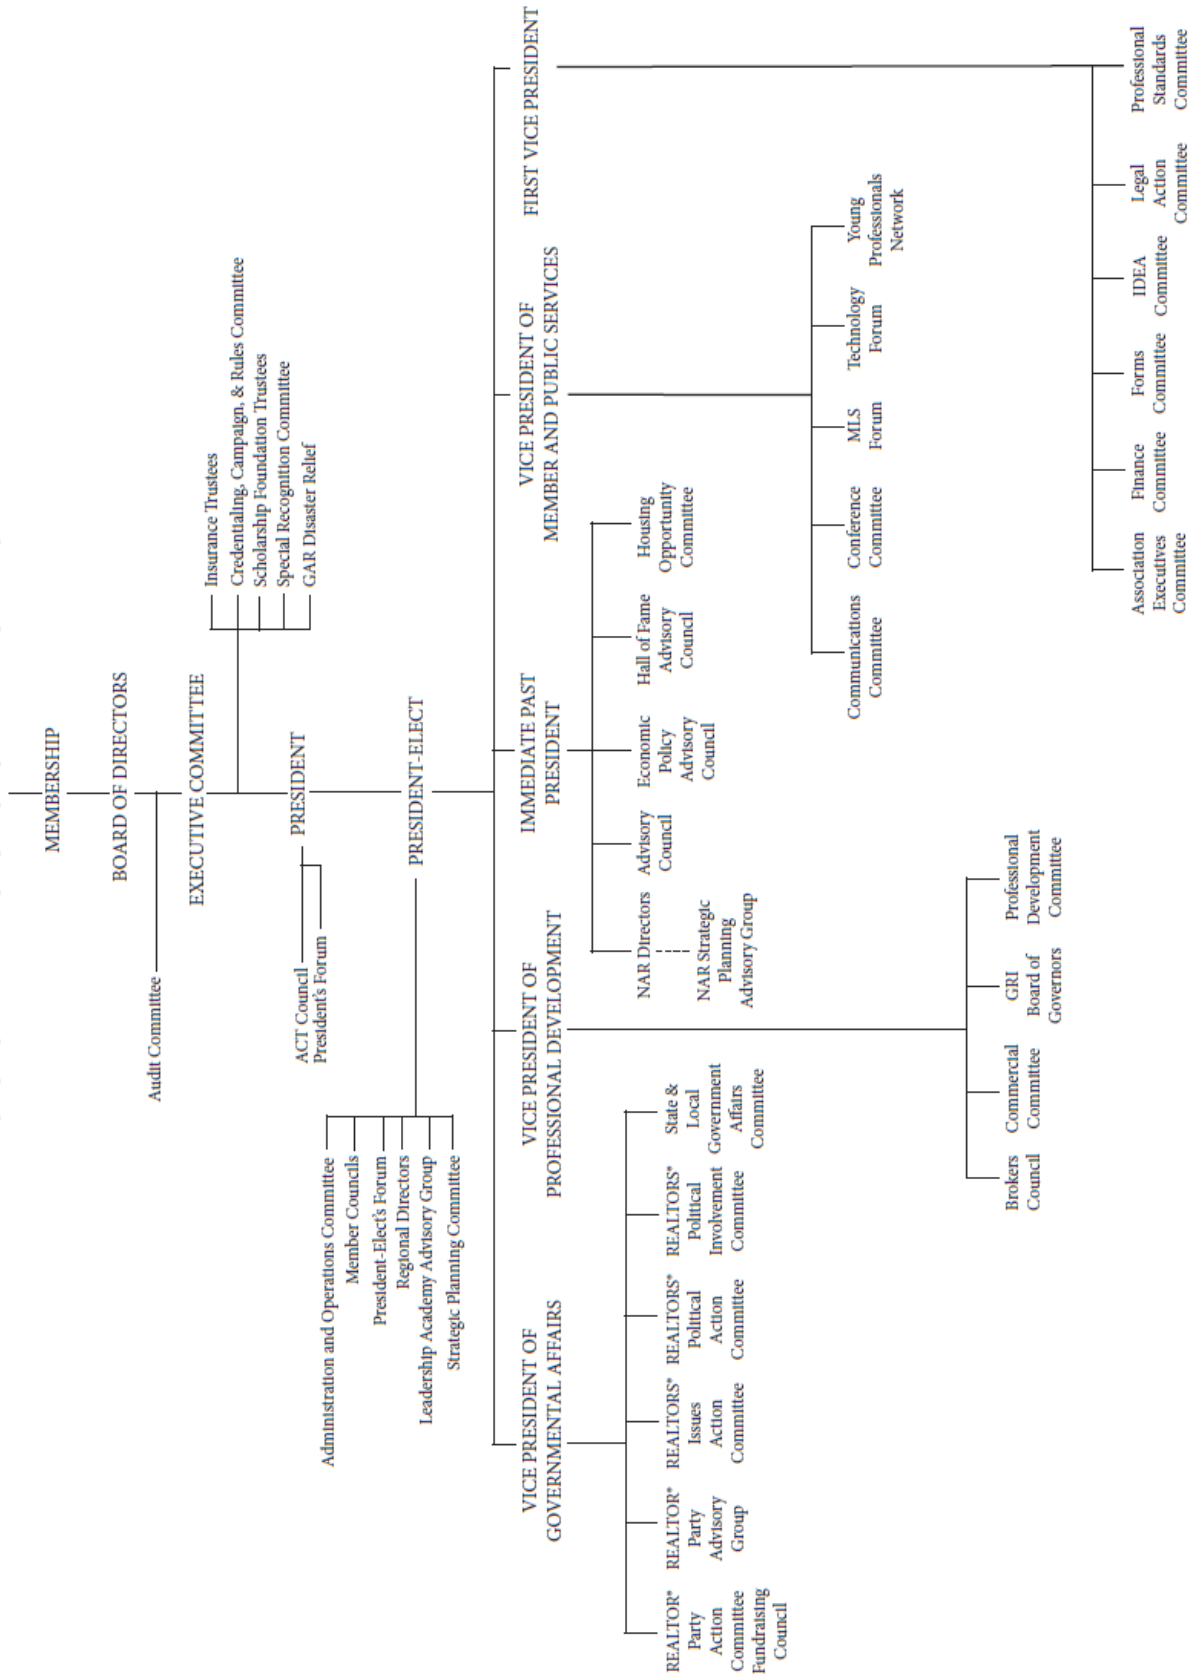 MEMBERSHIP
BOARD OF DIRECTORS
Audit Committee
EXECUTIVE COMMITTEE
Insurance Trustees
Credentialing, Campaign, & Rules Committee
Scholarship Foundation Trustees
Special Recognition Committee
GAR Disaster Relief
PRESIDENT
ACT Council
President's Forum
PRESIDENT-ELECT
Administration and Operations Committee
Member Councils
President-Elect's Forum
Regional Directors
Leadership Academy Advisory Group
Strategic Planning Committee
VICE PRESIDENT OF
GOVERNMENTAL AFFAIRS
REALTOR®
Party
Action
Committee
Fundraising
Council
REALTOR®
Party
Advisory
Group
REALTORS®
Issues
Action
Committee
REALTORS®
Political
Action
Committee
REALTORS®
Political
Involvement
Committee
State &
Local
Government
Affairs
Committee
VICE PRESIDENT OF
PROFESSIONAL DEVELOPMENT
Brokers
Council
Commercial
Committee
GRI
Board of
Governors
Professional
Development
Committee
IMMEDIATE PAST
PRESIDENT
NAR Directors
NAR Strategic
Planning
Advisory Group
Advisory
Council
Economic
Policy
Advisory
Council
Hall of Fame
Advisory
Council
Housing
Opportunity
Committee
VICE PRESIDENT OF
MEMBER AND PUBLIC SERVICES
Communications
Committee
Conference
Committee
MLS
Forum
Technology
Forum
Young
Professionals
Network
FIRST VICE PRESIDENT
Association
Executives
Committee
Finance
Committee
Forms
Committee
IDEA
Committee
Legal
Action
Committee
Professional
Standards
Committee